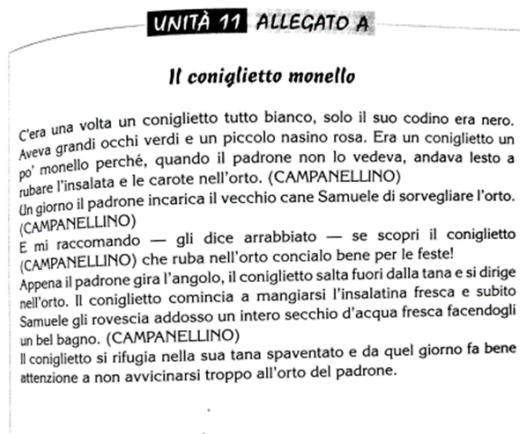 UNITÀ 11 ALLEGATO A
Il coniglietto monello
C'era una volta un coniglietto tutto bianco, solo il suo codino era nero.
Aveva grandi occhi verdi e un piccolo nasino rosa. Era un coniglietto un
po' monello perché, quando il padrone non lo vedeva, andava lesto a
rubare l'insalata e le carote nell'orto. (CAMPANELLINO)
Un giorno il padrone incarica il vecchio cane Samuele di sorvegliare l'orto.
(CAMPANELLINO)
E mi raccomando — gli dice arrabbiato — se scopri il coniglietto
(CAMPANELLINO) che ruba nell'orto concialo bene per le feste!
Appena il padrone gira l'angolo, il coniglietto salta fuori dalla tana e si dirige
nell'orto. Il coniglietto comincia a mangiarsi l'insalatina fresca e subito
Samuele gli rovescia addosso un intero secchio d'acqua fresca facendogli
un bel bagno. (CAMPANELLINO)
Il coniglietto si rifugia nella sua tana spaventato e da quel giorno fa bene
attenzione a non avvicinarsi troppo all'orto del padrone.